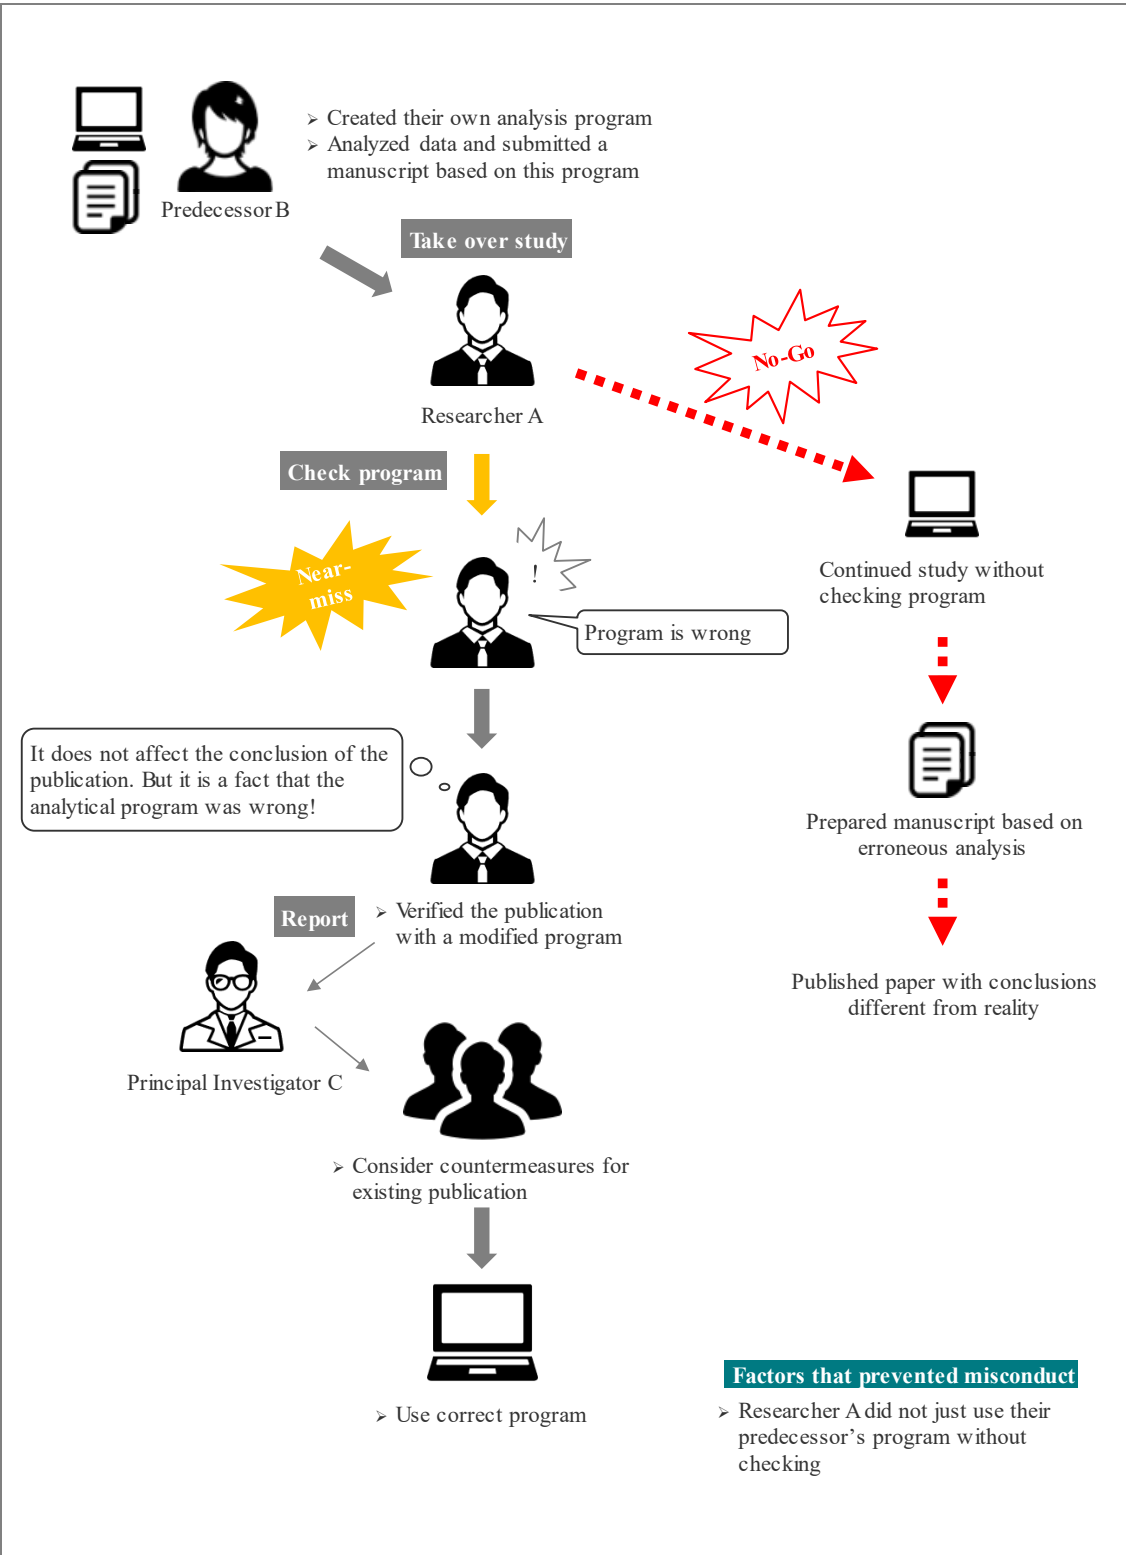 ➢ Created their own analysis program
➢ Analyzed data and submitted a
manuscript based on this program
Predecessor B
Take over study
No-Go
Researcher A
Check program
Near-
miss
!
Program is wrong
Continued study without
checking program
It does not affect the conclusion of the
publication. But it is a fact that the
analytical program was wrong!
Prepared manuscript based on
erroneous analysis
Report
➢ Verified the publication
with a modified program
Published paper with conclusions
different from reality
Principal Investigator C
➢ Consider countermeasures for
existing publication
➢ Use correct program
Factors that prevented misconduct
➢ Researcher A did not just use their
predecessor’s program without
checking